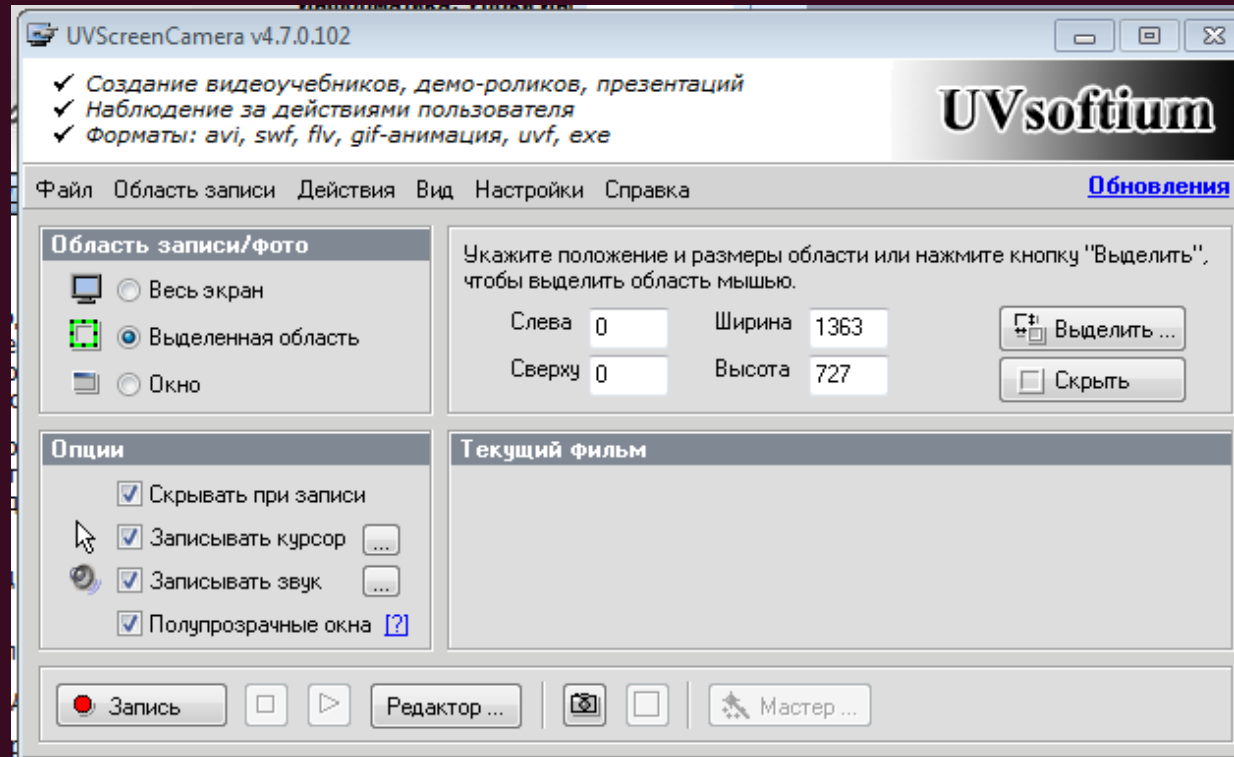 UVScreenCamera v4.7.0.102
Создание видеоучебников, демо-роликов, презентаций
Наблюдение за действиями пользователя
Форматы: avi, swf, flv, gif-анимация, uvf, exe
UVsoftium
Файл Область записи Действия Вид Настройки Справка Обновления
Область записи/фото
Весь экран
Выделенная область
Окно
Укажите положение и размеры области или нажмите кнопку "Выделить",
чтобы выделить область мышью.
Слева 0 Ширина 1363 Выделить ...
Сверху 0 Высота 727 Скрыть
Опции
Скрывать при записи
Записывать курсор ...
Записывать звук ...
Полупрозрачные окна [?]
Текущий фильм
Запись Редактор ... Мастер ...